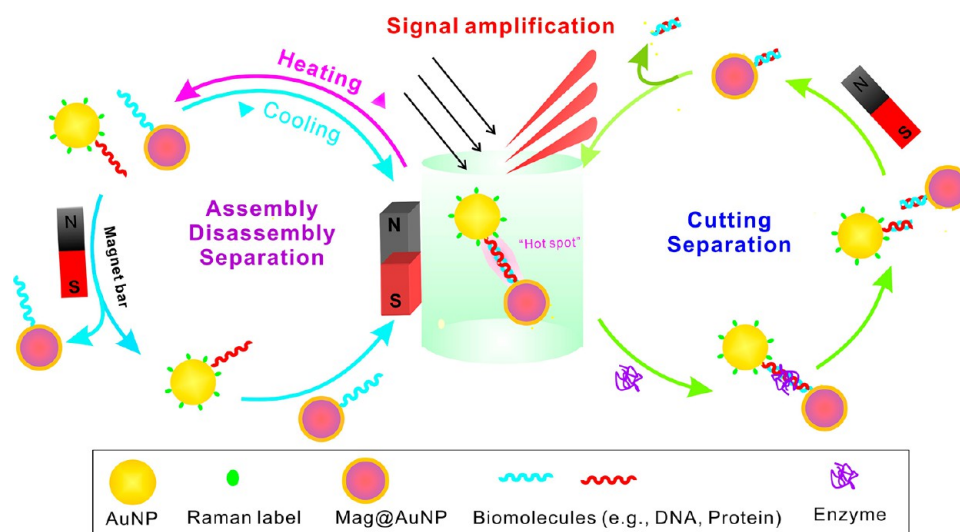 Signal amplification
Heating
Cooling
N
S
Magnet bar
Assembly
Disassembly
Separation
N
S
"Hot spot"
Cutting
Separation
N
S
AuNP
Raman label
Mag@AuNP
Biomolecules (e.g., DNA, Protein)
Enzyme